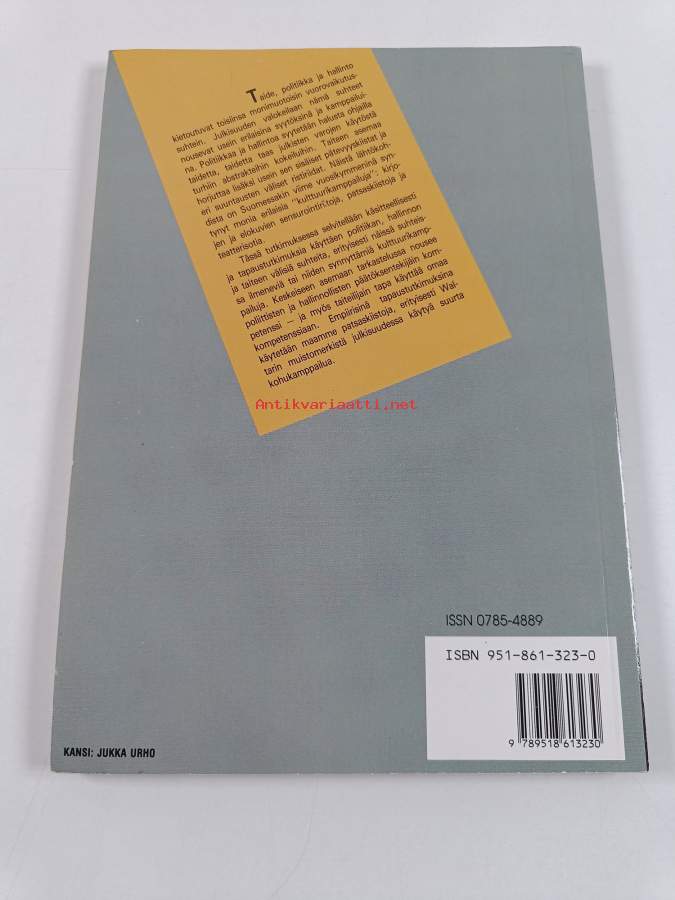 Taide, politiikka ja hallinto
kietoutuvat toisiinsa monimuotoisin vuorovaikutus-
suhtein. Julkisuuden valokeilaan nämä suhteet
nousevat usein erilaisina syytöksinä ja kamppailui-
na. Politiikkaa ja hallintoa syytetään halusta ohjailla
taidetta, taidetta taas julkisten varojen käytöstä
turhiin abstrakteihin kokeiluihin. Taiteen asemaa
horjuttaa lisäksi usein sen sisäiset pätevyyskiistat ja
eri suuntausten väliset ristiriidat. Näistä lähtökoh-
dista on Suomessakin viime vuosikymmeninä syn-
tynyt monia erilaisia "kulttuurikamppailuja": kirjo-
jen ja elokuvien sensurointiritoja, patsaskiistoja ja
teatterisotia.
Tässä tutkimuksessa selvitellään käsitteellisesti
ja tapaustutkimuksia käyttäen politiikan, hallinnon
ja taiteen välisiä suhteita, erityisesti näissä suhteis-
sa ilmeneviä tai niiden synnyttämiä kulttuurikamp-
pailuja. Keskeiseen asemaan tarkastelussa nousee
poliittisten ja hallinnollisten päätöksentekijäin kom-
petenssi — ja myös taiteilijain tapa käyttää omaa
kompetenssiaan. Empiirisinä tapaustutkimuksina
käytetään maamme patsaskiistoja, erityisesti Wal-
tarin muistomerkistä julkisuudessa käytyä suurta
kohukamppailua.
Antikvariaatti.net
ISSN 0785-4889
ISBN 951-861-323-0
9 789518 613230
KANSI: JUKKA URHO